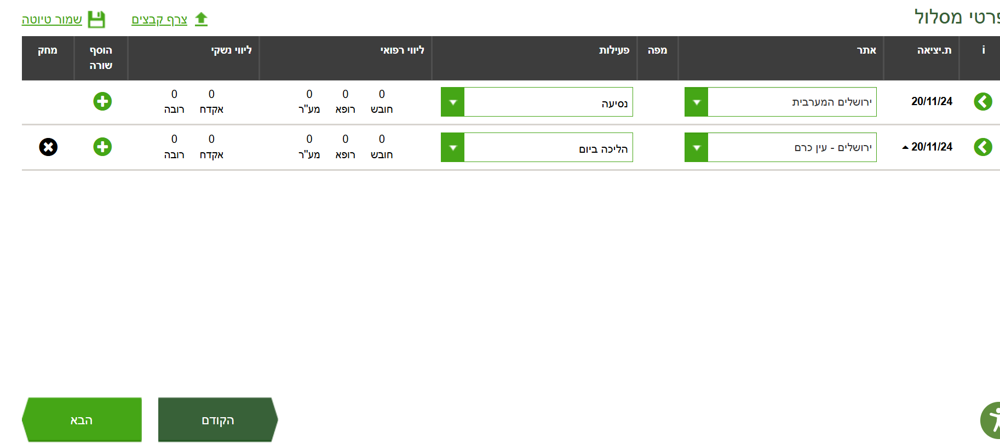 פרטי מסלול
צרף קבצים
שמור טיוטה
i ת.יציאה אתר מפה פעילות ליווי רפואי ליווי נשקי הוסף שורה מחק
20/11/24 ירושלים המערבית נסיעה 0 חובש 0 רופא 0 מע"ר 0 אקדח 0 רובה
20/11/24 ירושלים - עין כרם הליכה ביום 0 חובש 0 רופא 0 מע"ר 0 אקדח 0 רובה
הקודם
הבא